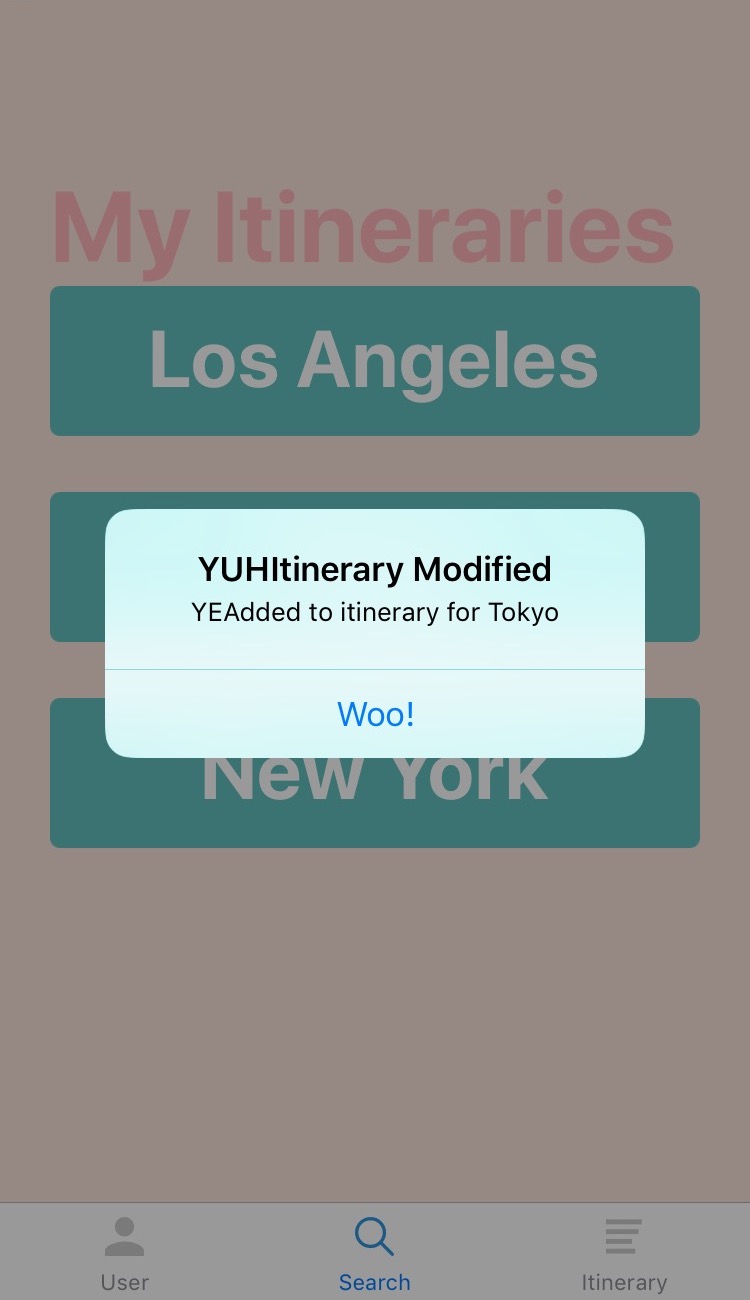 My Itineraries
Los Angeles
YUHItinerary Modified
YEAdded to itinerary for Tokyo
Woo!
New York
User
Search
Itinerary